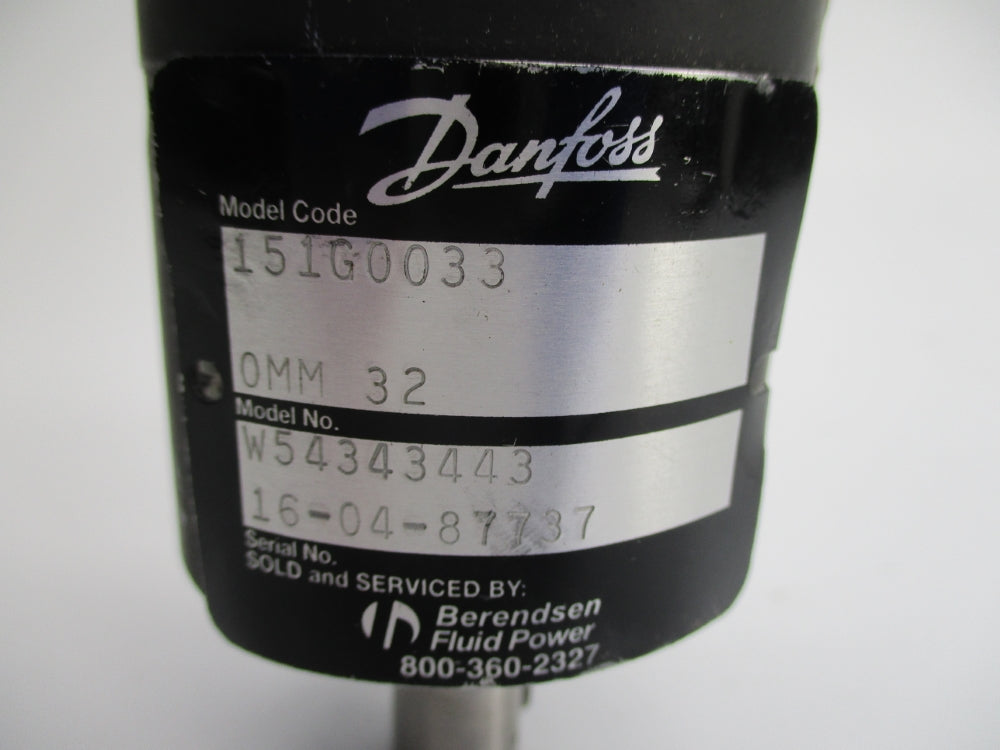 Danfoss
Model Code
151G0033
OMM 32
Model No.
W54343443
16-04-87737
Serial No.
SOLD and SERVICED BY:
Berendsen
Fluid Power
800-360-2327